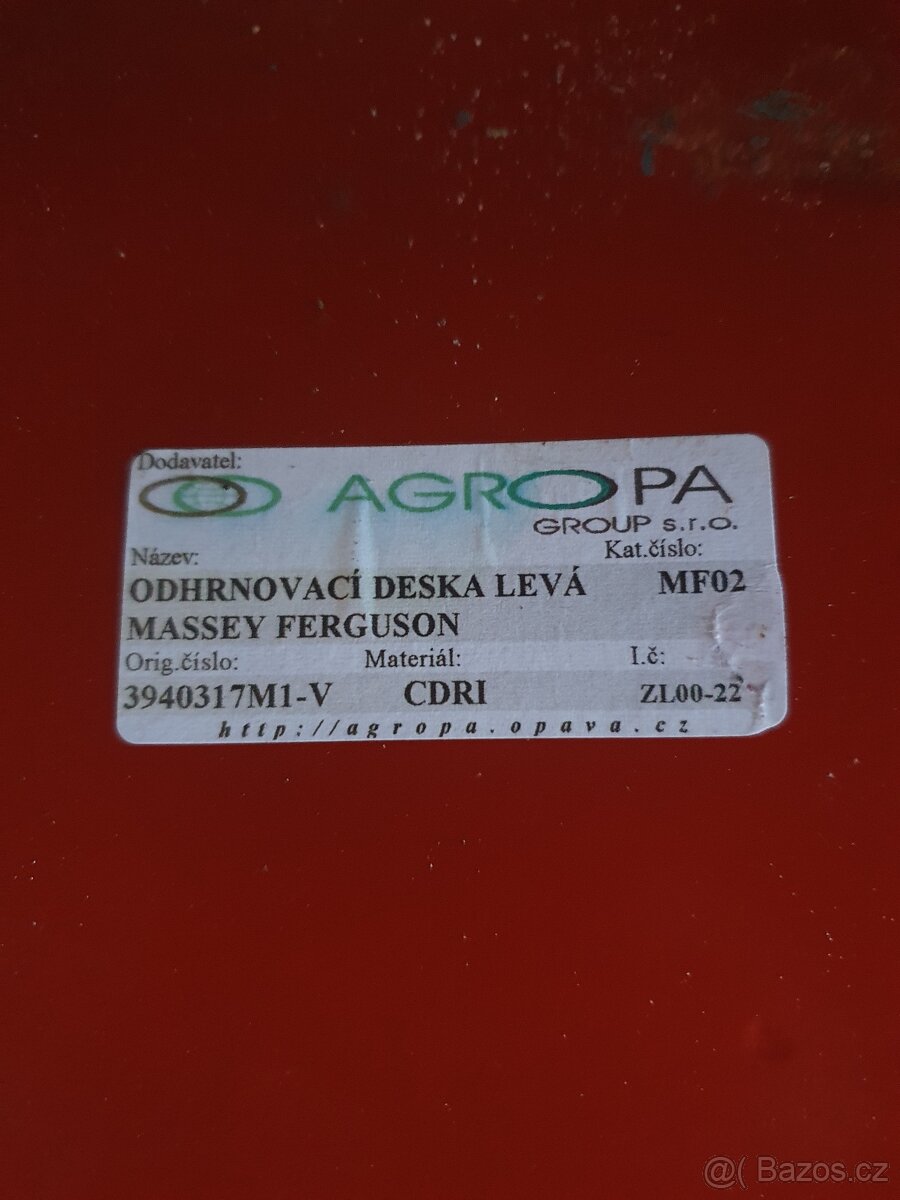 Dodavatel:
AGROPA
GROUP s.r.o.
Název: Kat.číslo:
ODHRNOVACÍ DESKA LEVÁ MF02
MASSEY FERGUSON
Orig.číslo: Materiál: I.č:
3940317M1-V CDRI ZL00-22
http://agropa.opava.cz
@( Bazos.cz